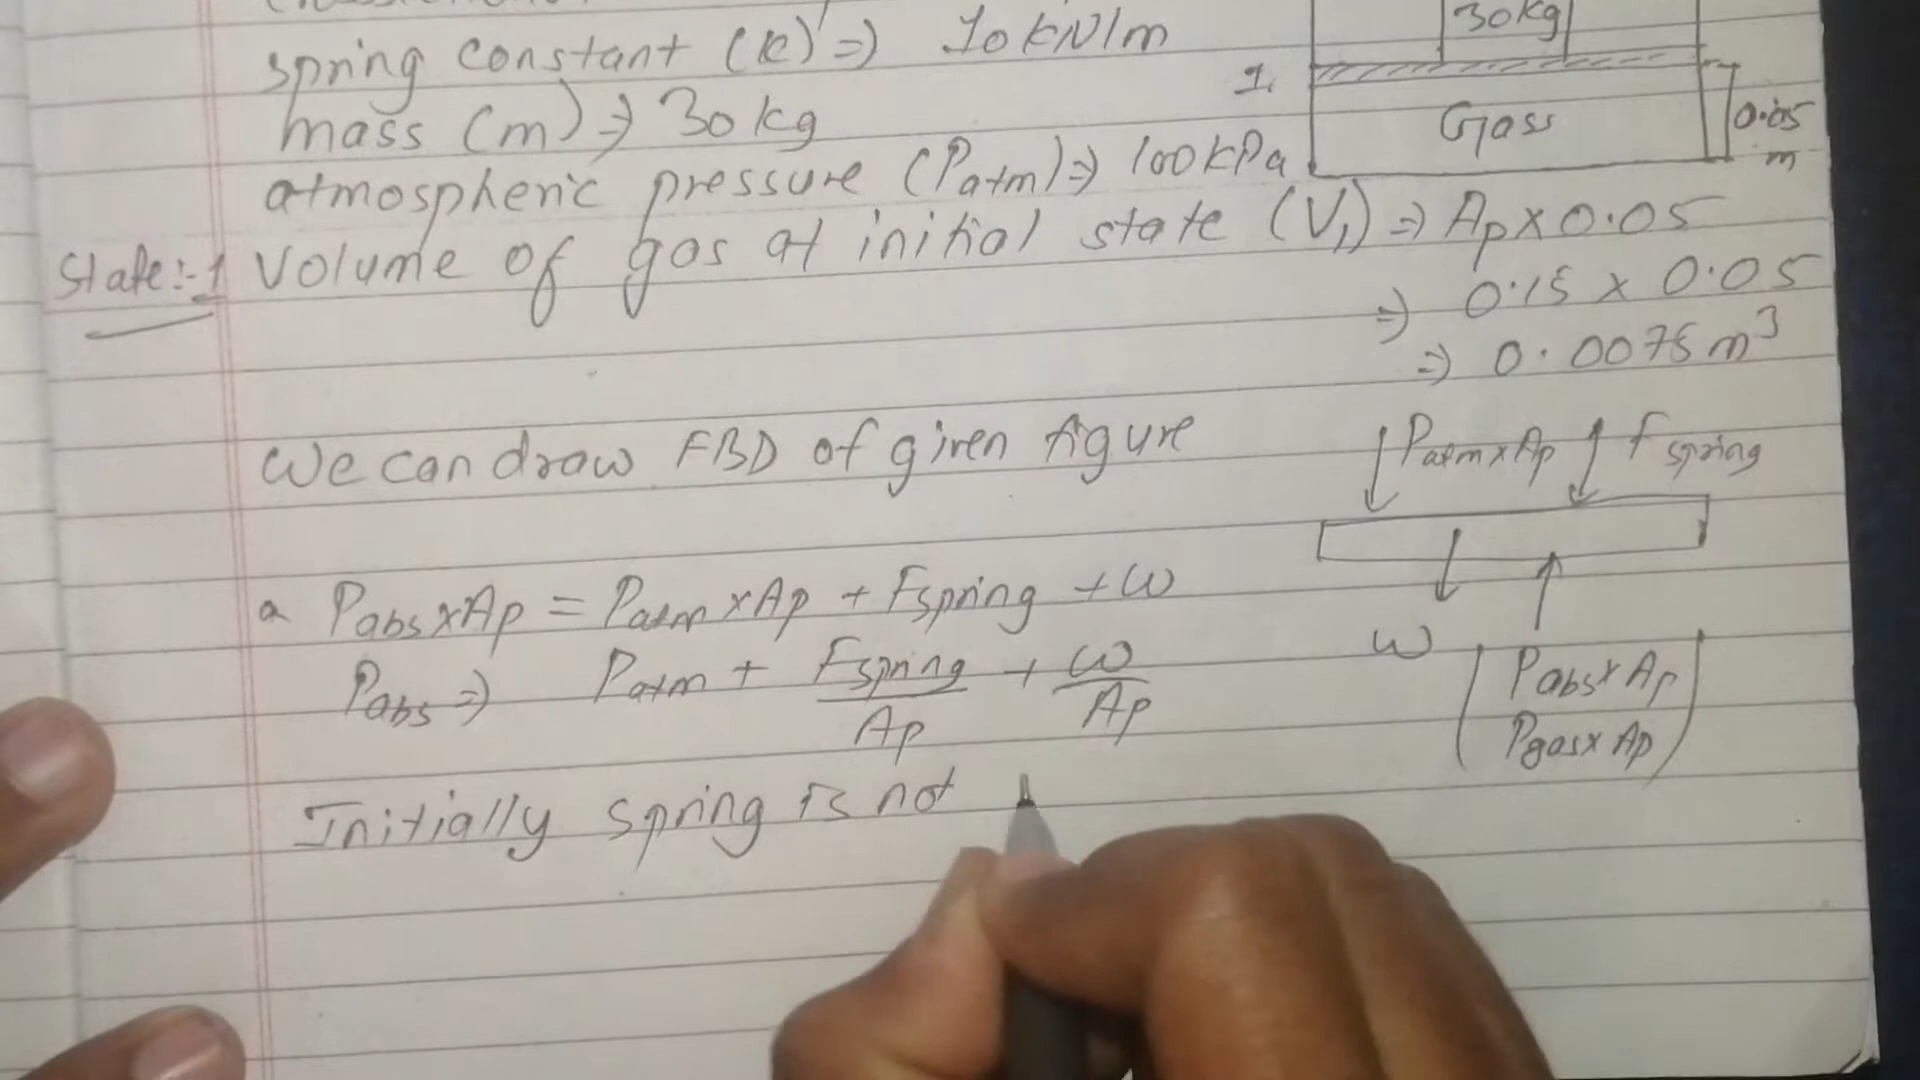 spring constant (k) => 10 kN/m
mass (m) => 30 kg
atmospheric pressure (Patm) => 100 kPa
State:-1 Volume of gas at initial state (V1) => Ap x 0.05
=> 0.15 x 0.05
=> 0.0075 m³
30kg
1.
Gass
0.05
m
We can draw FBD of given figure
Patm x Ap
F spring
Pabs x Ap = Patm x Ap + Fspring + w
Pabs => Patm + Fspring/Ap + w/Ap
w
Pabs x Ap
Pgas x Ap
Initially spring is not